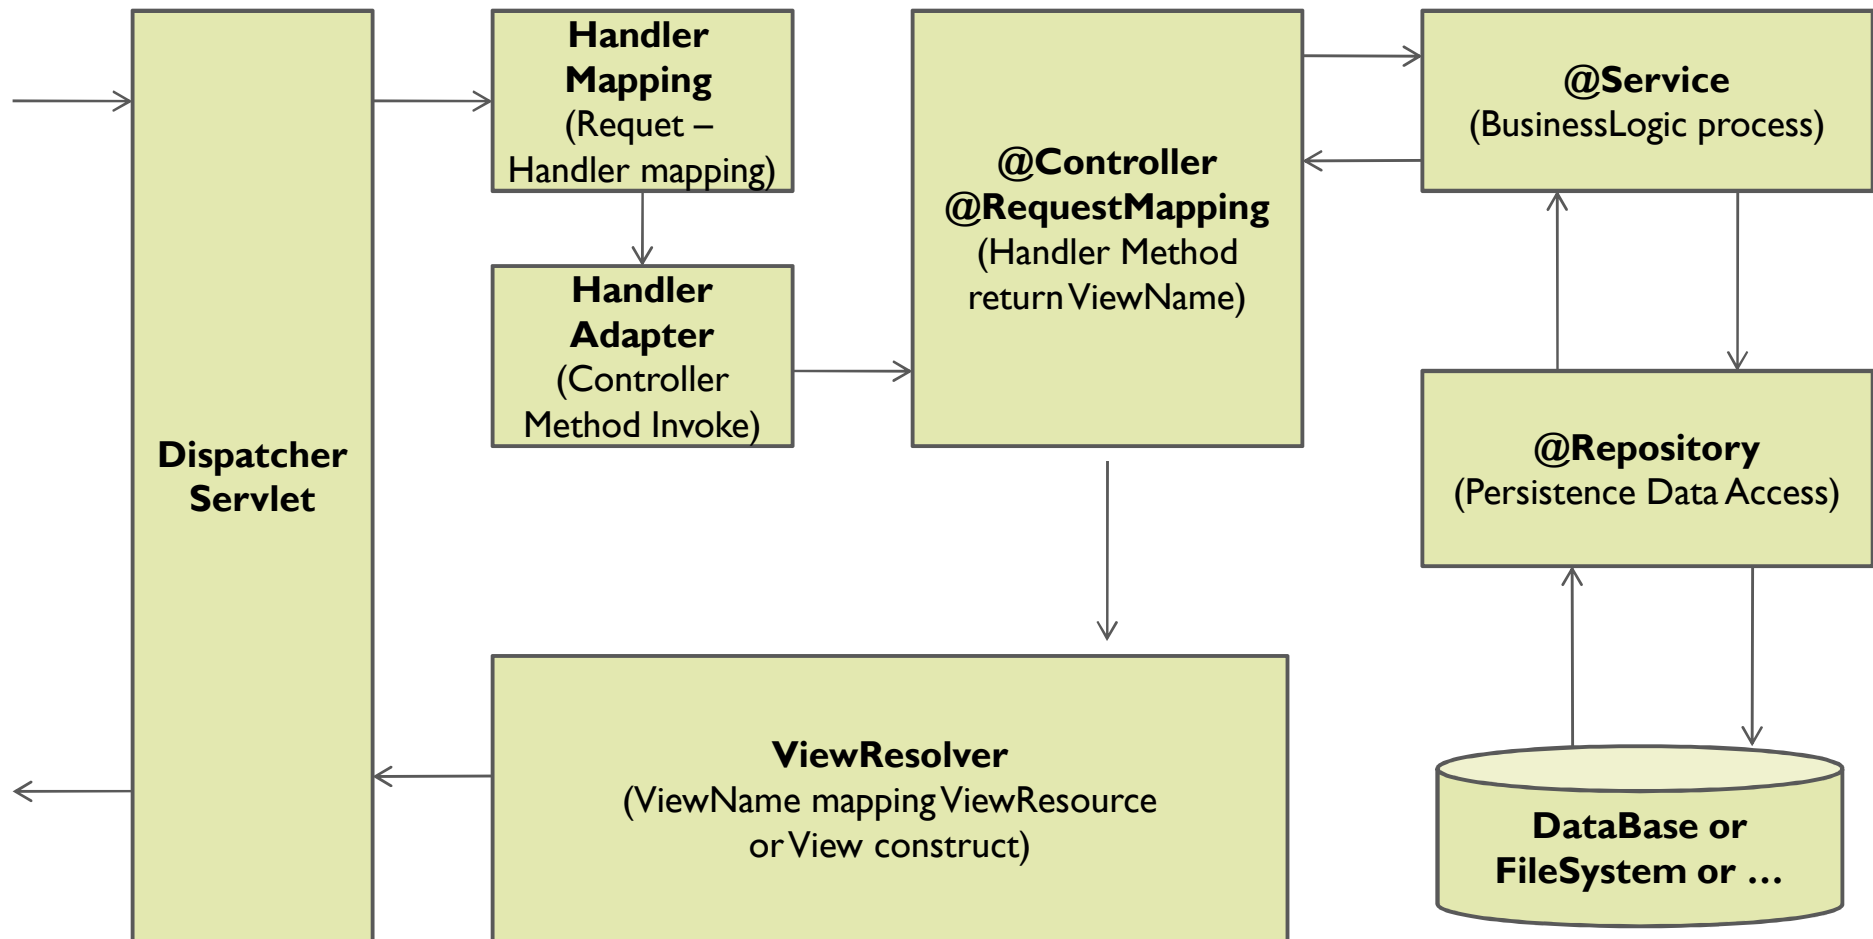 Dispatcher
Servlet
Handler
Mapping
(Requet –
Handler mapping)
Handler
Adapter
(Controller
Method Invoke)
@Controller
@RequestMapping
(Handler Method
return ViewName)
@Service
(BusinessLogic process)
@Repository
(Persistence Data Access)
ViewResolver
(ViewName mapping ViewResource
or View construct)
DataBase or
FileSystem or …